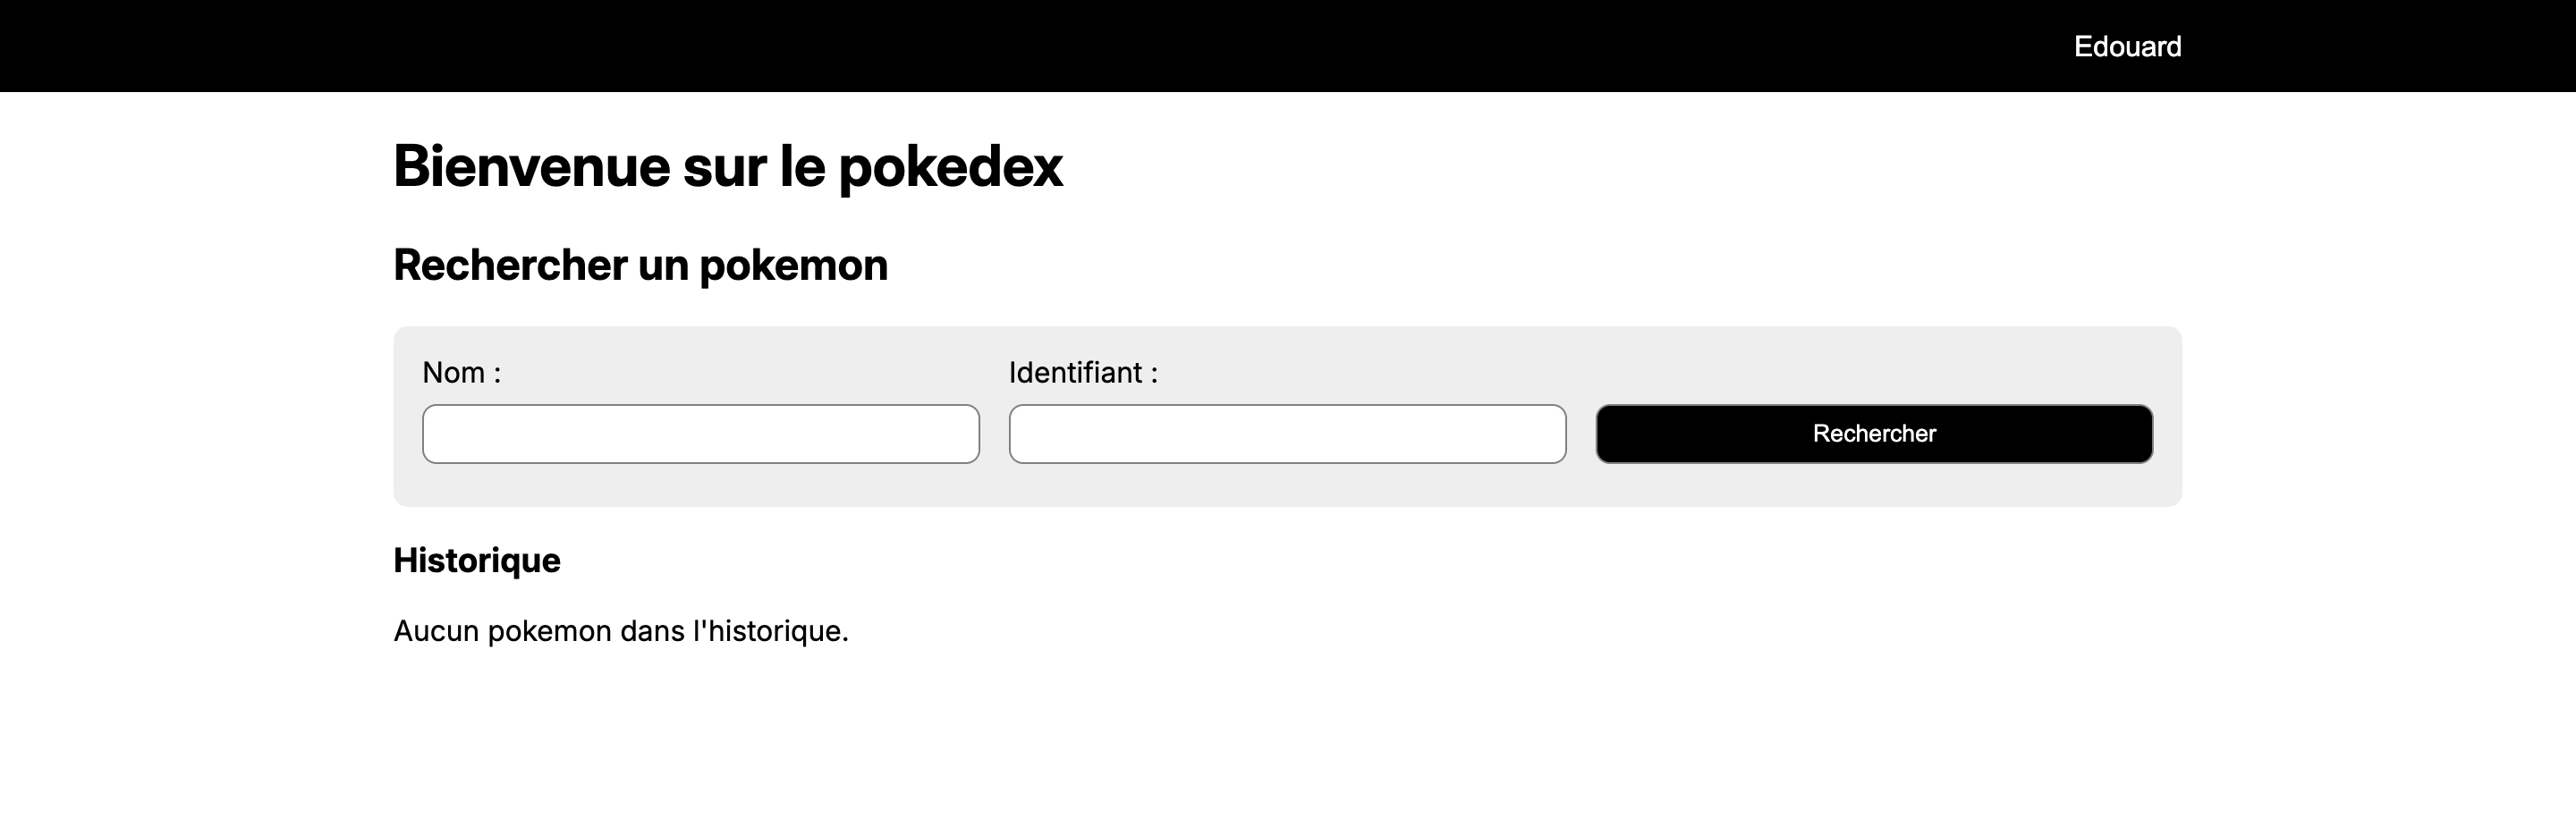 Edouard
Bienvenue sur le pokedex
Rechercher un pokemon
Nom :
Identifiant :
Rechercher
Historique
Aucun pokemon dans l'historique.